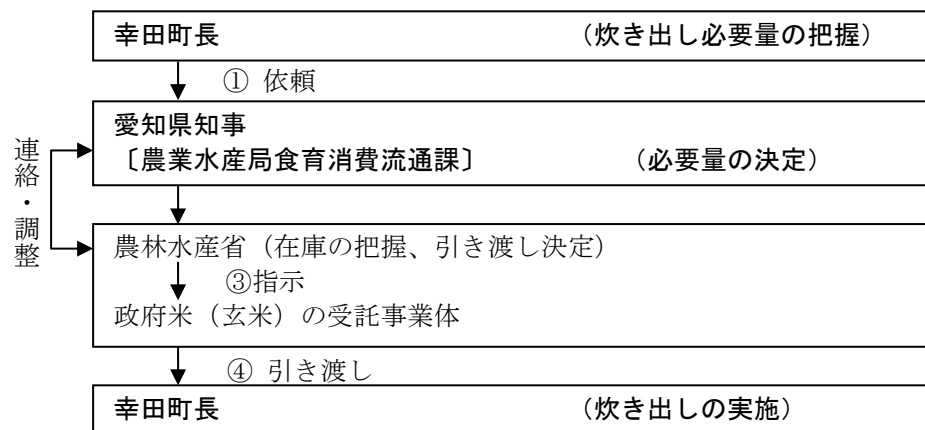 幸田町長 (炊き出し必要量の把握)
① 依頼
愛知県知事
〔農業水産局食育消費流通課〕 (必要量の決定)
連絡・調整
農林水産省(在庫の把握、引き渡し決定)
③指示
政府米(玄米)の受託事業体
④ 引き渡し
幸田町長 (炊き出しの実施)